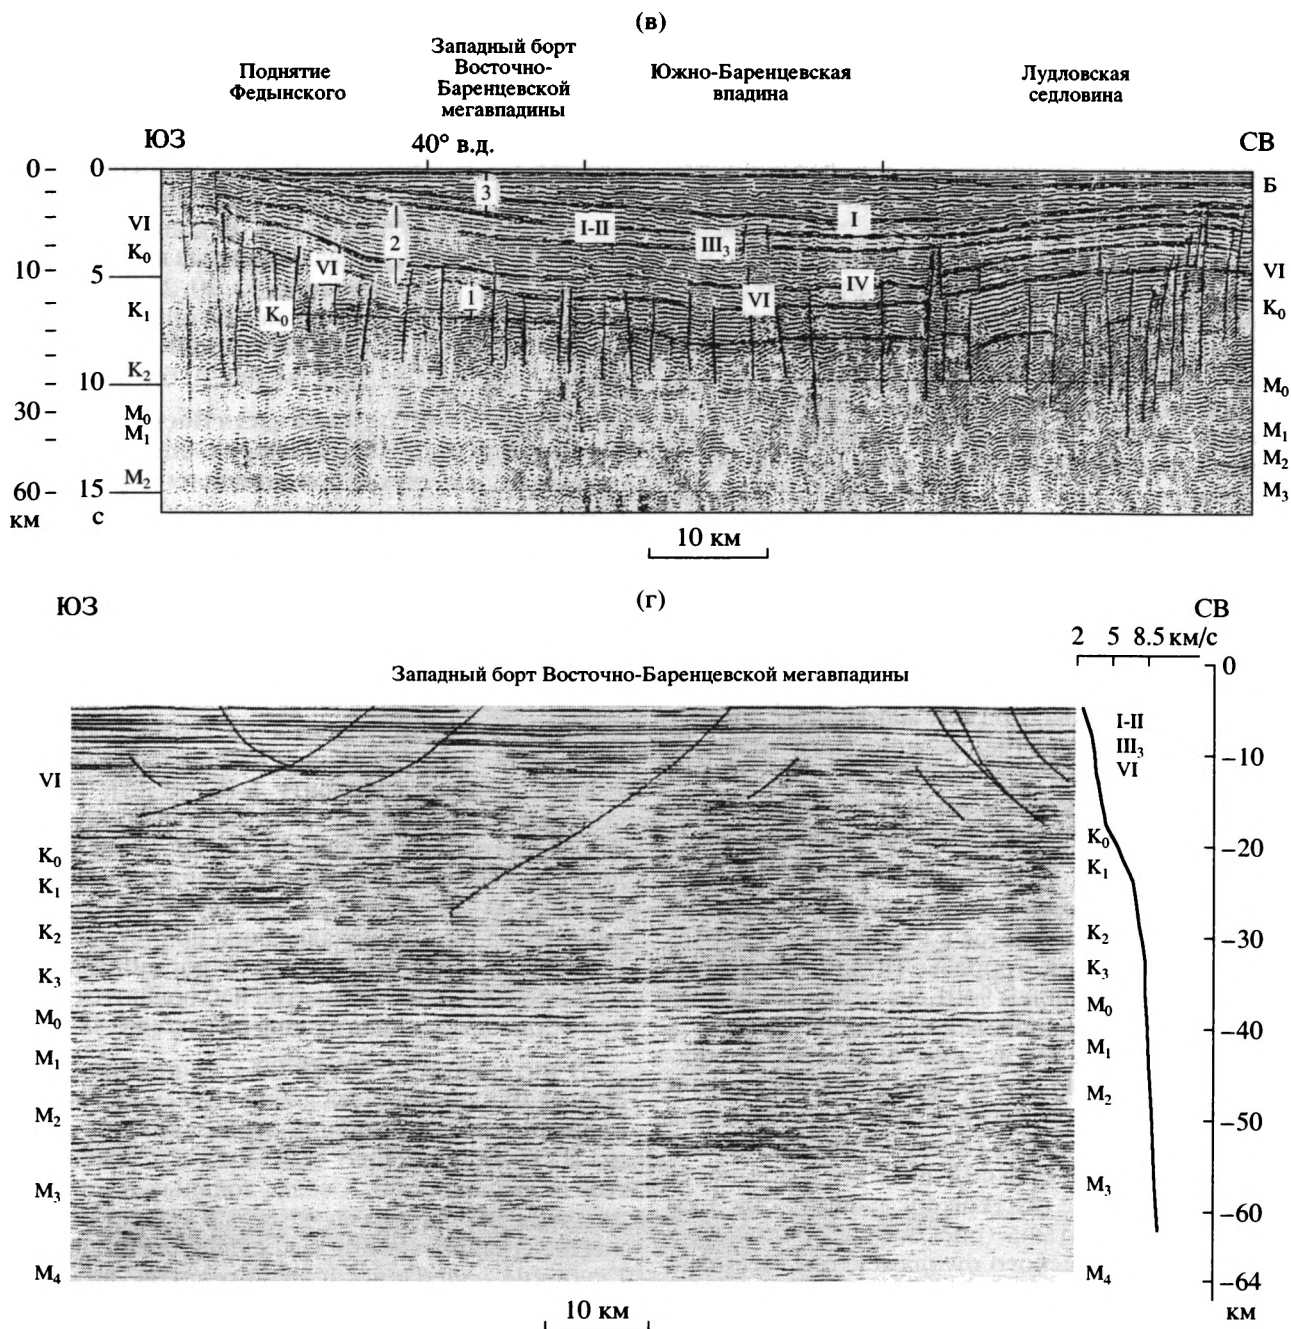 (в)
Поднятие
Федынского
Западный борт
Восточно-
Баренцевской
мегавпадины
Южно-Баренцевская
впадина
Лудловская
седловина
ЮЗ
40° в.д.
СВ
0
0
Б
3
VI
I-II
I
2
III₃
K₀
VI
10
5
IV
VI
VI
1
K₁
K₀
K₀
K₂
10
M₀
30
M₀
M₁
M₁
M₂
M₂
60
15
M₃
км
с
10 км
ЮЗ
(г)
СВ
2 5 8.5 км/с
Западный борт Восточно-Баренцевской мегавпадины
0
I-II
III₃
VI
–10
VI
K₀
K₀
–20
K₁
K₁
K₂
K₂
–30
K₃
K₃
M₀
M₀
–40
M₁
M₁
M₂
M₂
–50
M₃
M₃
–60
M₄
M₄
–64
км
10 км